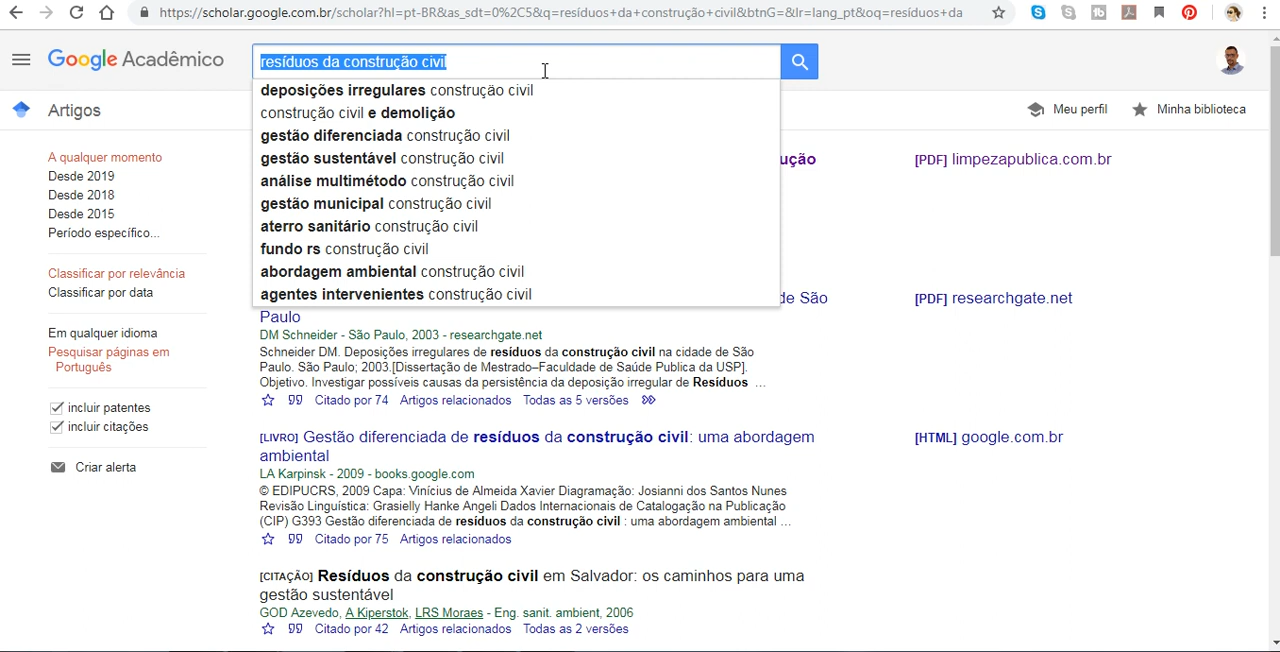 https://scholar.google.com.br/scholar?hl=pt-BR&as_sdt=0%2C5&q=resíduos+da+construção+civil&btnG=&lr=lang_pt&oq=resíduos+da
Google Acadêmico
resíduos da construção civil
deposições irregulares construção civil
construção civil e demolição
gestão diferenciada construção civil
gestão sustentável construção civil
análise multimétodo construção civil
gestão municipal construção civil
aterro sanitário construção civil
fundo rs construção civil
abordagem ambiental construção civil
agentes intervenientes construção civil
Artigos
Meu perfil
Minha biblioteca
A qualquer momento
Desde 2019
Desde 2018
Desde 2015
Período específico...
Classificar por relevância
Classificar por data
Em qualquer idioma
Pesquisar páginas em
Português
incluir patentes
incluir citações
Criar alerta
ução
[PDF] limpezapublica.com.br
de São
Paulo
[PDF] researchgate.net
DM Schneider - São Paulo, 2003 - researchgate.net
Schneider DM. Deposições irregulares de resíduos da construção civil na cidade de São
Paulo. São Paulo; 2003.[Dissertação de Mestrado–Faculdade de Saúde Publica da USP].
Objetivo. Investigar possíveis causas da persistência da deposição irregular de Resíduos …
Citado por 74 Artigos relacionados Todas as 5 versões
[LIVRO] Gestão diferenciada de resíduos da construção civil: uma abordagem
ambiental
[HTML] google.com.br
LA Karpinsk - 2009 - books.google.com
© EDIPUCRS, 2009 Capa: Vinícius de Almeida Xavier Diagramação: Josianni dos Santos Nunes
Revisão Linguística: Grasielly Hanke Angeli Dados Internacionais de Catalogação na Publicação
(CIP) G393 Gestão diferenciada de resíduos da construção civil : uma abordagem ambiental …
Citado por 75 Artigos relacionados
[CITAÇÃO] Resíduos da construção civil em Salvador: os caminhos para uma
gestão sustentável
GOD Azevedo, A Kiperstok, LRS Moraes - Eng. sanit. ambient, 2006
Citado por 42 Artigos relacionados Todas as 2 versões